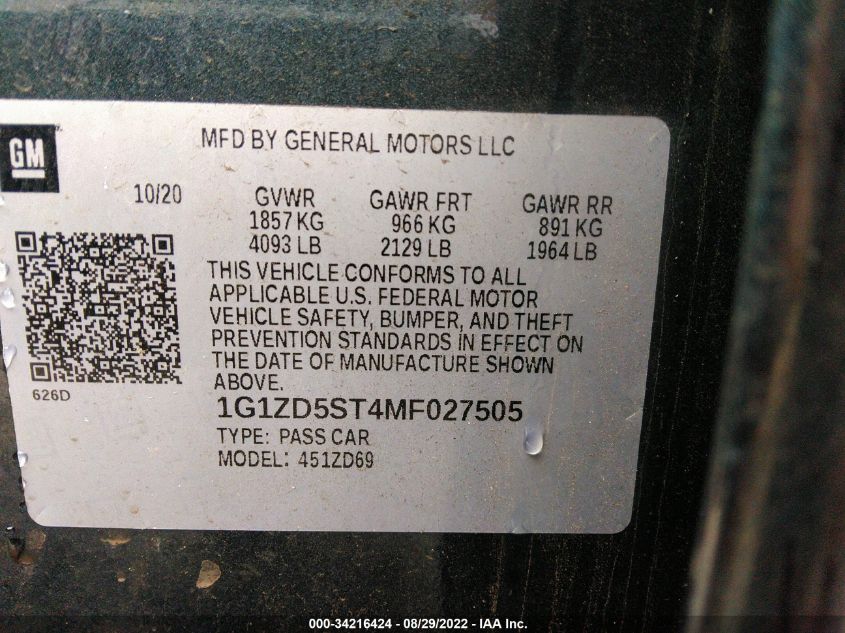 GM
MFD BY GENERAL MOTORS LLC
10/20 GVWR GAWR FRT GAWR RR
1857 KG 966 KG 891 KG
4093 LB 2129 LB 1964 LB
THIS VEHICLE CONFORMS TO ALL
APPLICABLE U.S. FEDERAL MOTOR
VEHICLE SAFETY, BUMPER, AND THEFT
PREVENTION STANDARDS IN EFFECT ON
THE DATE OF MANUFACTURE SHOWN
ABOVE.
626D
1G1ZD5ST4MF027505
TYPE: PASS CAR
MODEL: 451ZD69
000-34216424 - 08/29/2022 - IAA Inc.